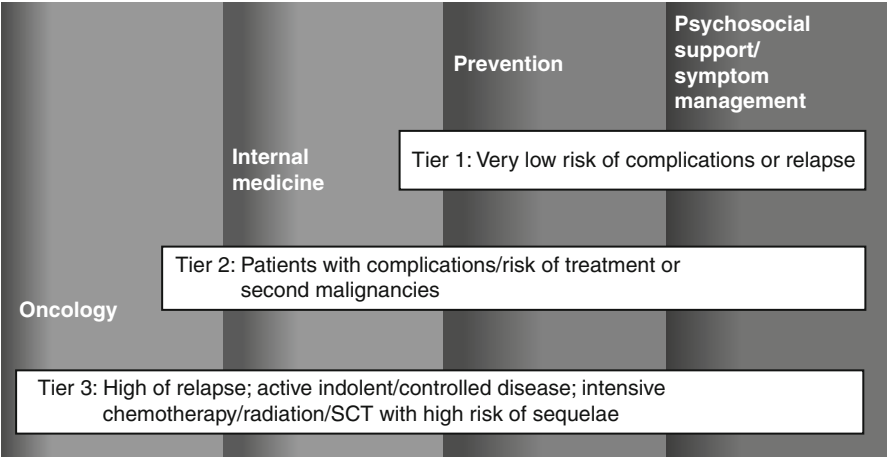 Psychosocial
support/
symptom
management
Prevention
Internal
medicine
Tier 1: Very low risk of complications or relapse
Tier 2: Patients with complications/risk of treatment or
second malignancies
Oncology
Tier 3: High of relapse; active indolent/controlled disease; intensive
chemotherapy/radiation/SCT with high risk of sequelae